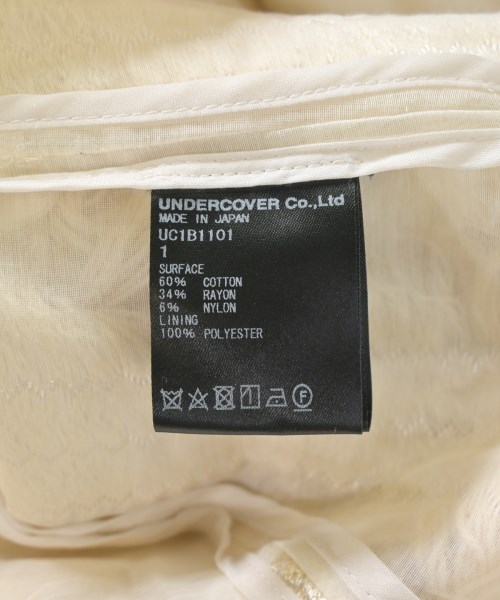 UNDERCOVER Co.,Ltd
MADE IN JAPAN
UC1B1101
1
SURFACE
60% COTTON
34% RAYON
6% NYLON
LINING
100% POLYESTER
F